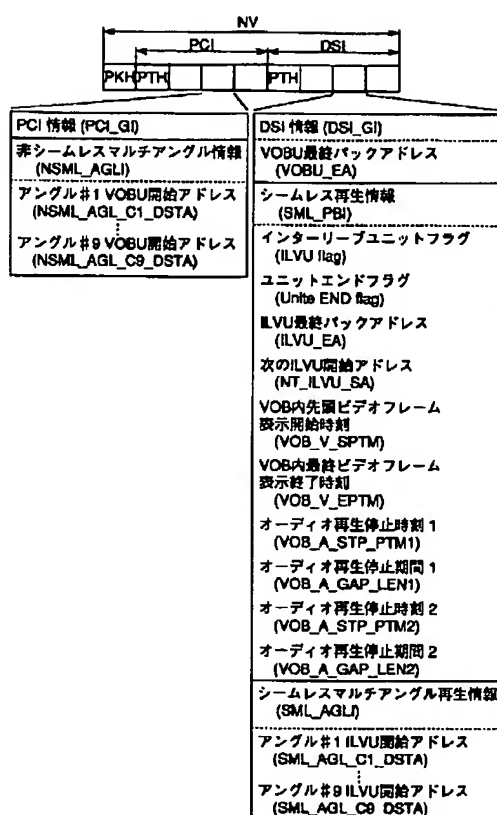 NV
PCI
DSI
PKH PTH PTH
PCI 情報 (PCI_GI)
非シームレスマルチアングル情報
(NSML_AGLI)
アングル#1 VOBU開始アドレス
(NSML_AGL_C1_DSTA)
アングル#9 VOBU開始アドレス
(NSML_AGL_C9_DSTA)
DSI 情報 (DSI_GI)
VOBU最終パックアドレス
(VOBU_EA)
シームレス再生情報
(SML_PBI)
インターリーブユニットフラグ
(ILVU flag)
ユニットエンドフラグ
(Unite END flag)
ILVU最終パックアドレス
(ILVU_EA)
次のILVU開始アドレス
(NT_ILVU_SA)
VOB内先頭ビデオフレーム
表示開始時刻
(VOB_V_SPTM)
VOB内最終ビデオフレーム
表示終了時刻
(VOB_V_EPTM)
オーディオ再生停止時刻 1
(VOB_A_STP_PTM1)
オーディオ再生停止期間 1
(VOB_A_GAP_LEN1)
オーディオ再生停止時刻 2
(VOB_A_STP_PTM2)
オーディオ再生停止期間 2
(VOB_A_GAP_LEN2)
シームレスマルチアングル再生情報
(SML_AGLI)
アングル#1 ILVU開始アドレス
(SML_AGL_C1_DSTA)
アングル#9 ILVU開始アドレス
(SML_AGL_C9_DSTA)